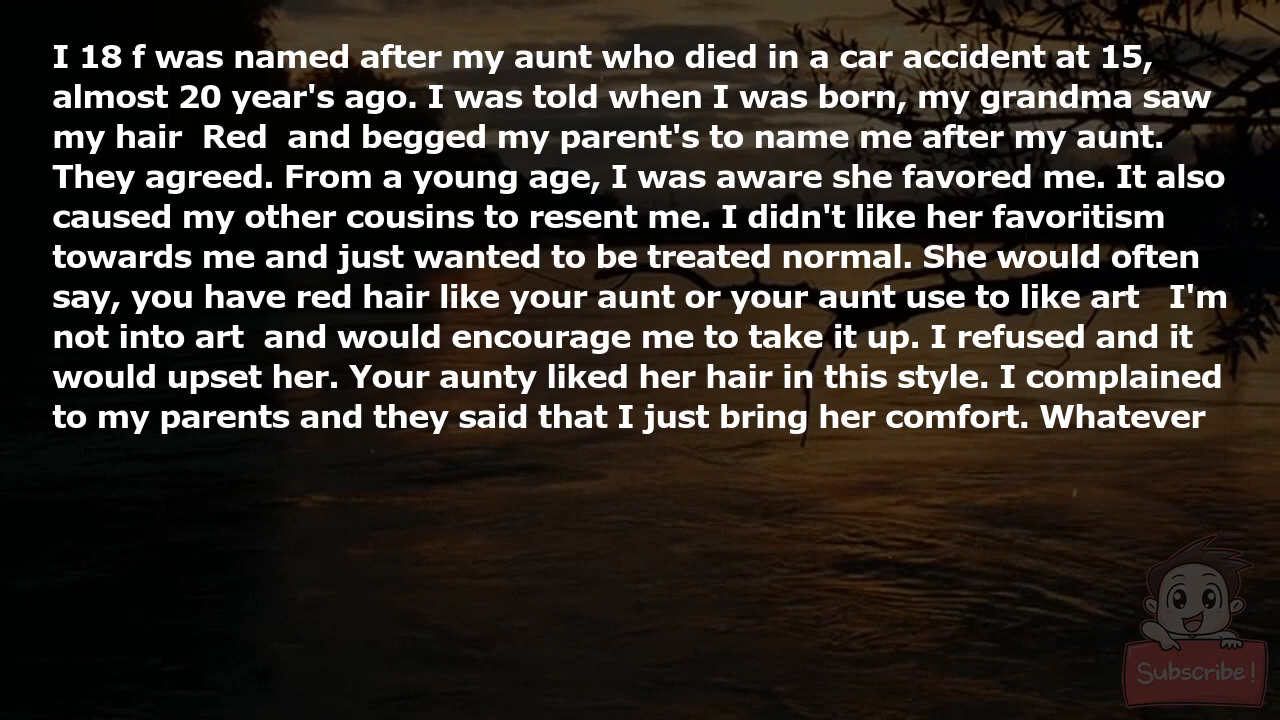 I 18 f was named after my aunt who died in a car accident at 15,
almost 20 year's ago. I was told when I was born, my grandma saw
my hair  Red  and begged my parent's to name me after my aunt.
They agreed. From a young age, I was aware she favored me. It also
caused my other cousins to resent me. I didn't like her favoritism
towards me and just wanted to be treated normal. She would often
say, you have red hair like your aunt or your aunt use to like art   I'm
not into art  and would encourage me to take it up. I refused and it
would upset her. Your aunty liked her hair in this style. I complained
to my parents and they said that I just bring her comfort. Whatever
Subscribe!